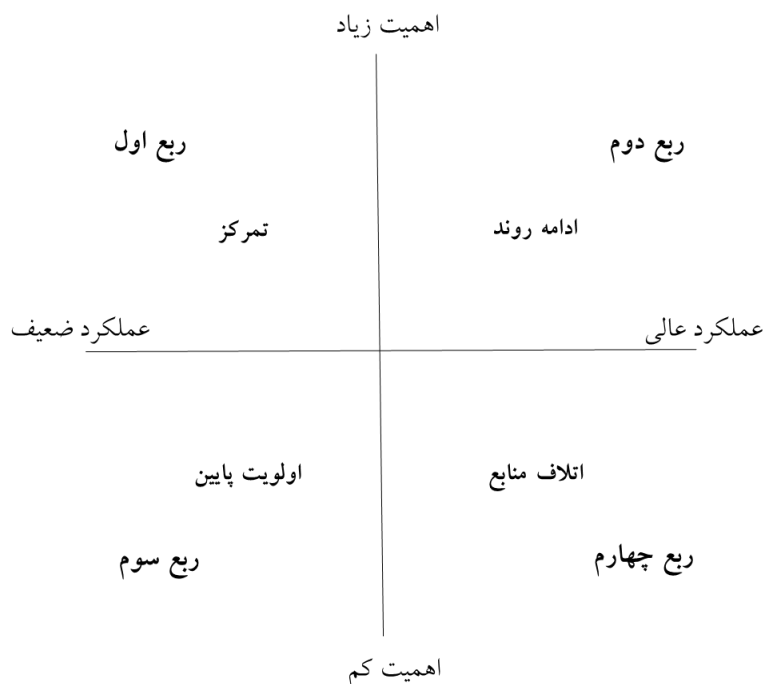 اهمیت زیاد
ربع دوم
ربع اول
ادامه روند
تمرکز
عملکرد عالی
عملکرد ضعیف
اتلاف منابع
اولویت پایین
ربع چهارم
ربع سوم
اهمیت کم